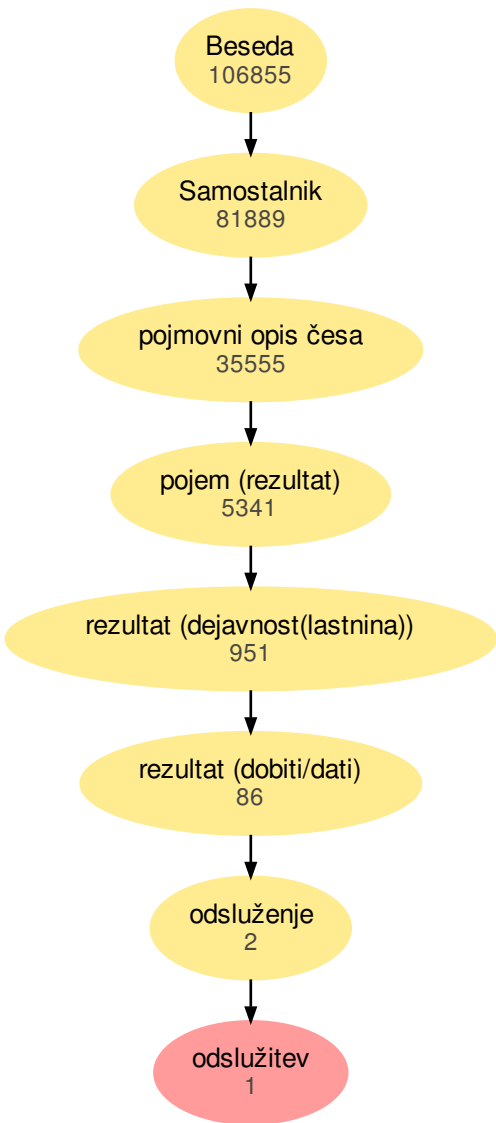 Beseda
106855
Samostalnik
81889
pojmovni opis česa
35555
pojem (rezultat)
5341
rezultat (dejavnost(lastnina))
951
rezultat (dobiti/dati)
86
odsluženje
2
odslužitev
1